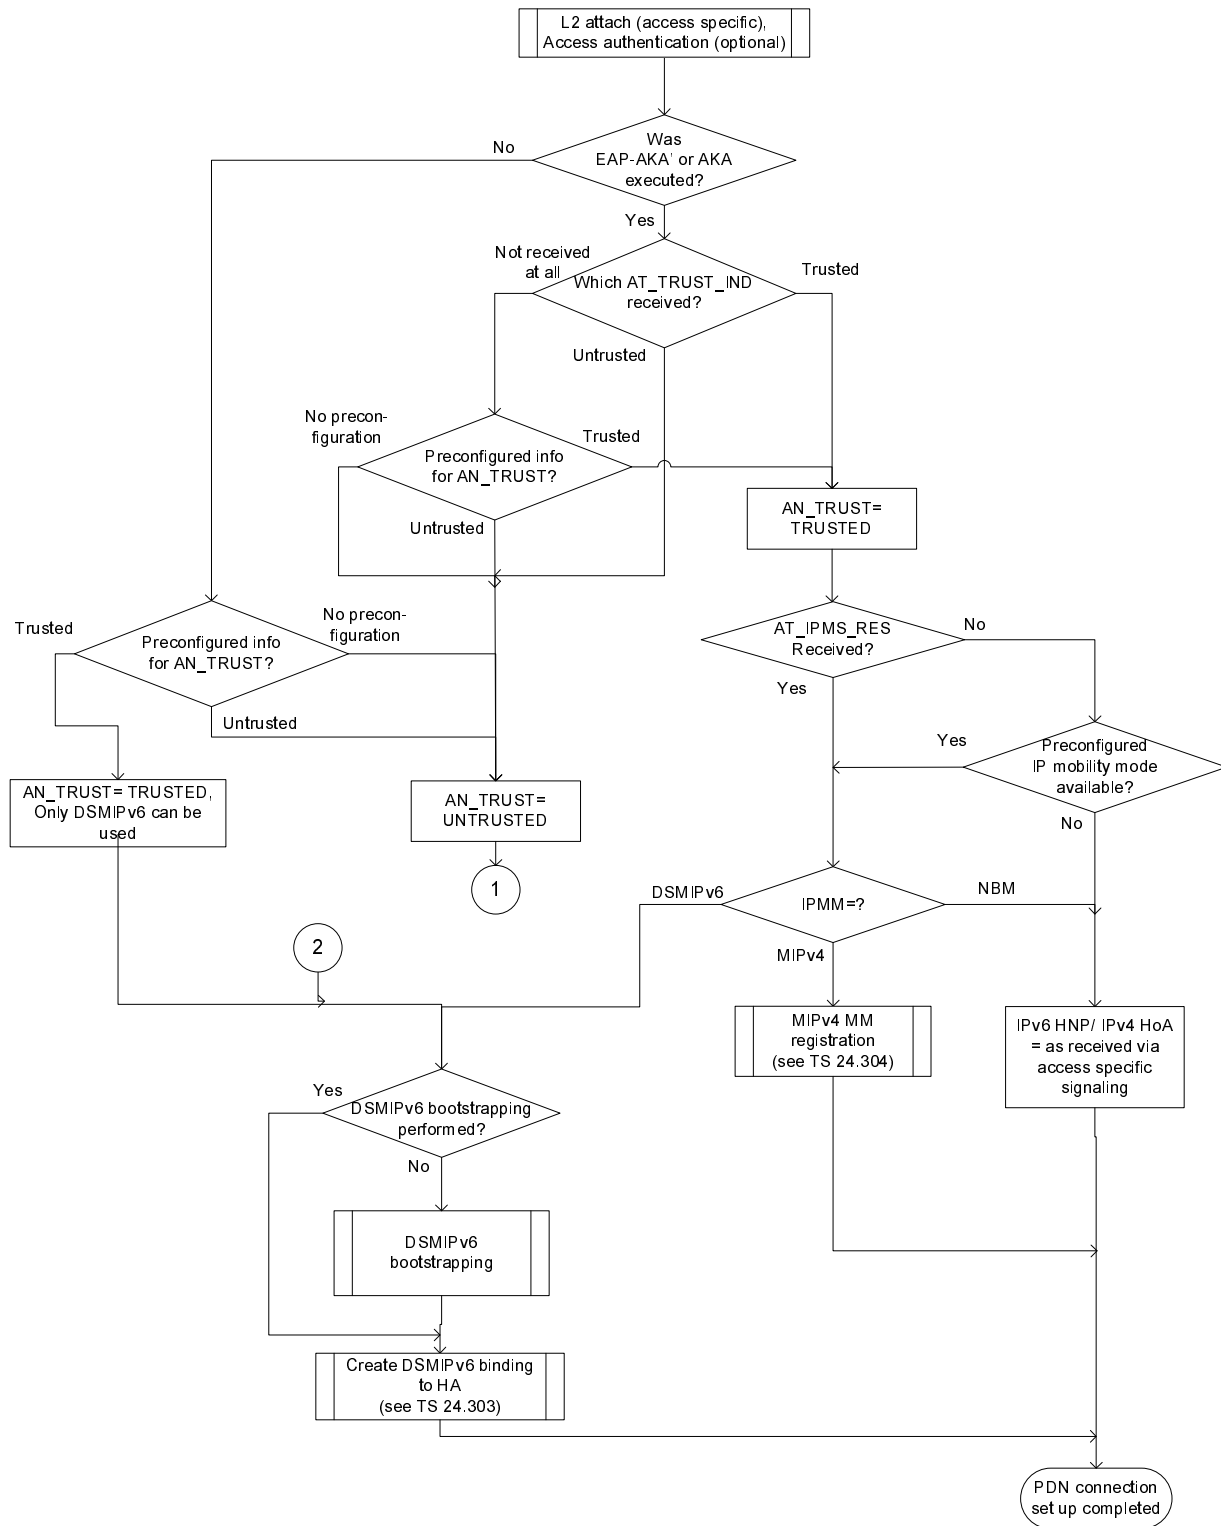 L2 attach (access specific),
Access authentication (optional)
Was
EAP-AKA' or AKA
executed?
No
Yes
Not received
at all
Which AT_TRUST_IND
received?
Trusted
Untrusted
No precon-
figuration
Preconfigured info
for AN_TRUST?
Trusted
Untrusted
AN_TRUST=
TRUSTED
Trusted
Preconfigured info
for AN_TRUST?
No precon-
figuration
Untrusted
AT_IPMS_RES
Received?
No
Yes
Yes
Preconfigured
IP mobility mode
available?
No
AN_TRUST= TRUSTED,
Only DSMIPv6 can be
used
AN_TRUST=
UNTRUSTED
1
2
DSMIPv6
IPMM=?
NBM
MIPv4
MIPv4 MM
registration
(see TS 24.304)
IPv6 HNP/ IPv4 HoA
= as received via
access specific
signaling
Yes
DSMIPv6 bootstrapping
performed?
No
DSMIPv6
bootstrapping
Create DSMIPv6 binding
to HA
(see TS 24.303)
PDN connection
set up completed